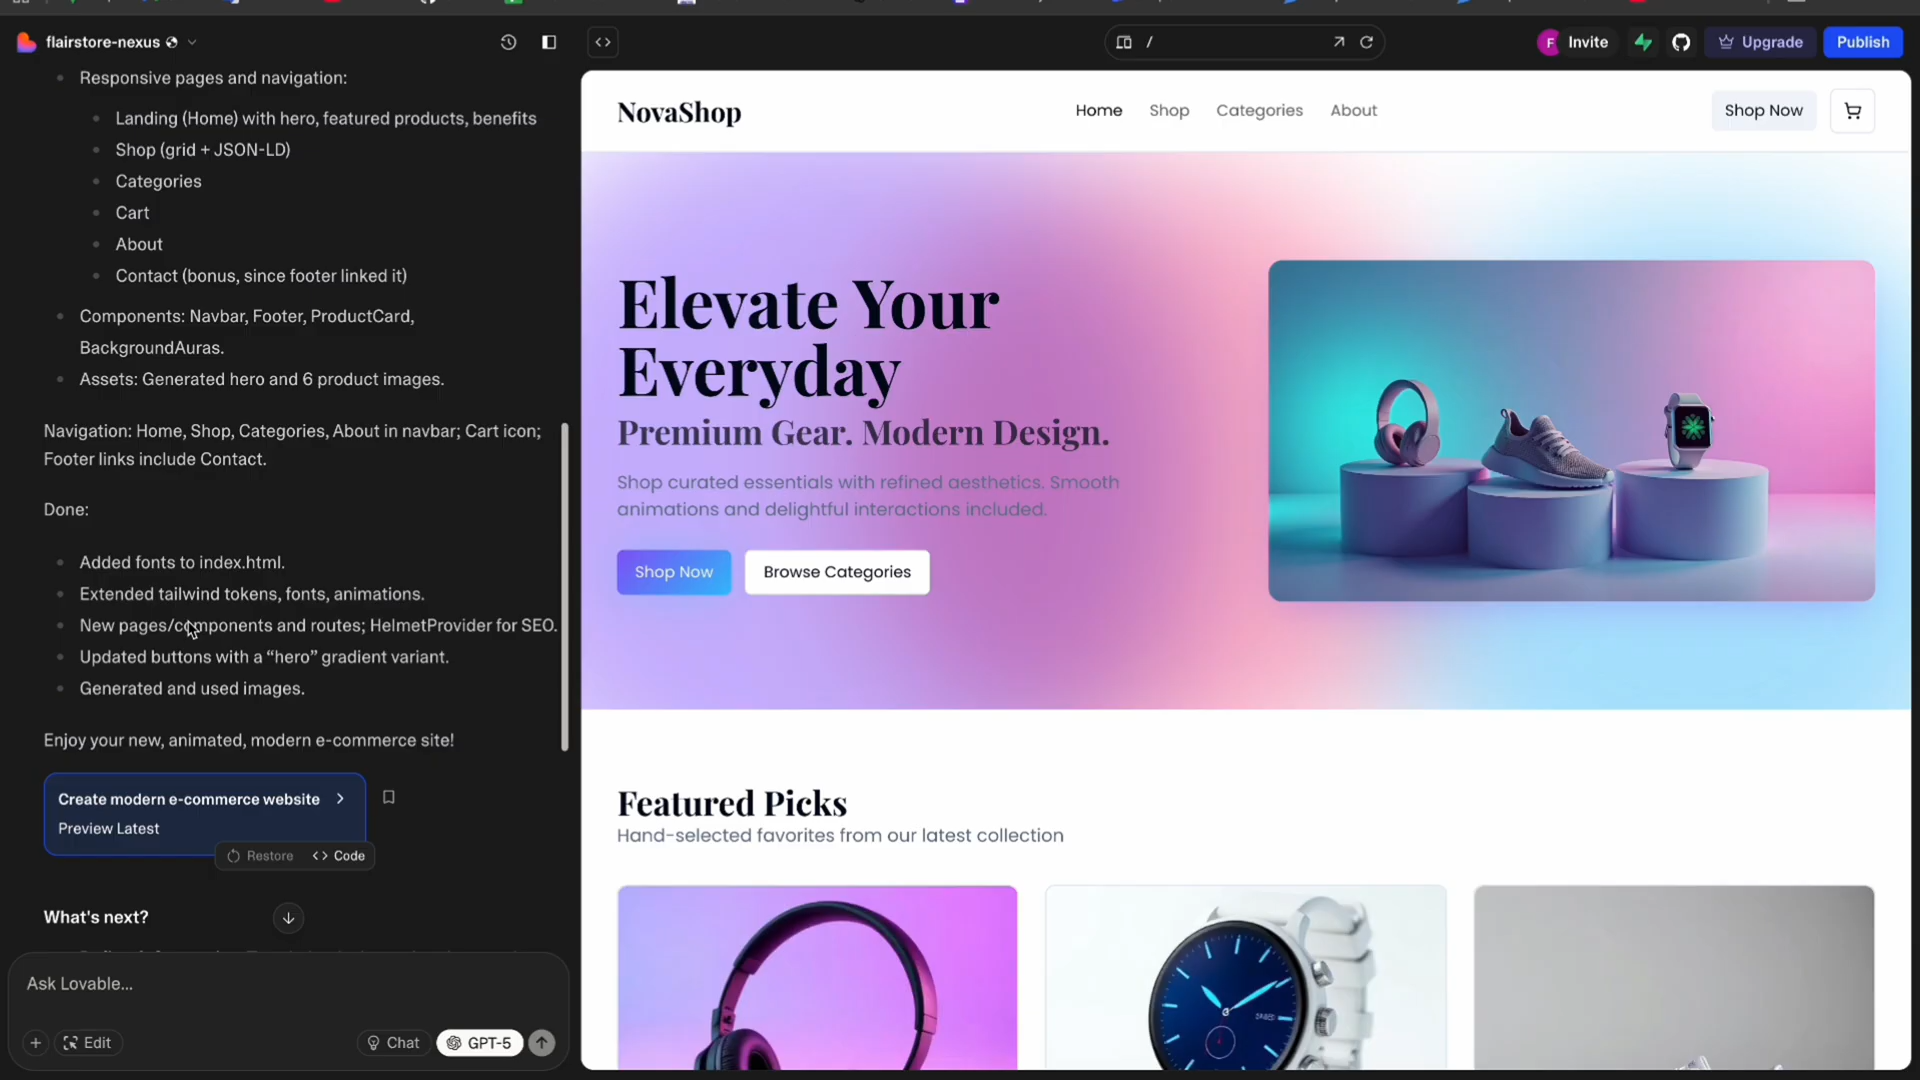 flairstore-nexus
Responsive pages and navigation:
Landing (Home) with hero, featured products, benefits
Shop (grid + JSON-LD)
Categories
Cart
About
Contact (bonus, since footer linked it)
Components: Navbar, Footer, ProductCard,
BackgroundAuras.
Assets: Generated hero and 6 product images.
Navigation: Home, Shop, Categories, About in navbar; Cart icon;
Footer links include Contact.
Done:
Added fonts to index.html.
Extended tailwind tokens, fonts, animations.
New pages/components and routes; HelmetProvider for SEO.
Updated buttons with a “hero” gradient variant.
Generated and used images.
Enjoy your new, animated, modern e-commerce site!
Create modern e-commerce website
Preview Latest
Restore
Code
What's next?
Ask Lovable...
Edit
Chat
GPT-5
/
F
Invite
Upgrade
Publish
NovaShop
Home
Shop
Categories
About
Shop Now
Elevate Your
Everyday
Premium Gear. Modern Design.
Shop curated essentials with refined aesthetics. Smooth
animations and delightful interactions included.
Shop Now
Browse Categories
Featured Picks
Hand-selected favorites from our latest collection